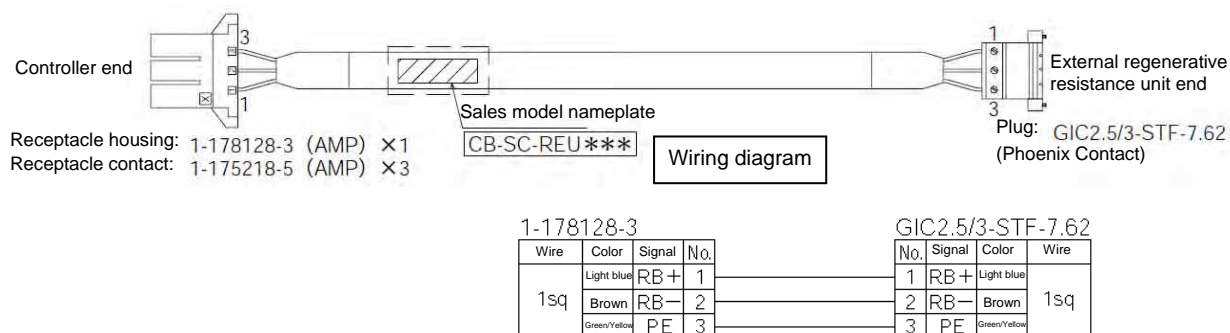 Controller end
3
1
Receptacle housing: 1-178128-3 (AMP) ×1
Receptacle contact: 1-175218-5 (AMP) ×3
Sales model nameplate
CB-SC-REU∗∗∗
Wiring diagram
1
3
External regenerative
resistance unit end
Plug: GIC2.5/3-STF-7.62
(Phoenix Contact)
1-178128-3
Wire Color Signal No.
1sq
Light blue RB+ 1
Brown RB− 2
Green/Yellow PE 3
GIC2.5/3-STF-7.62
No. Signal Color Wire
1 RB+ Light blue
2 RB− Brown
3 PE Green/Yellow
1sq